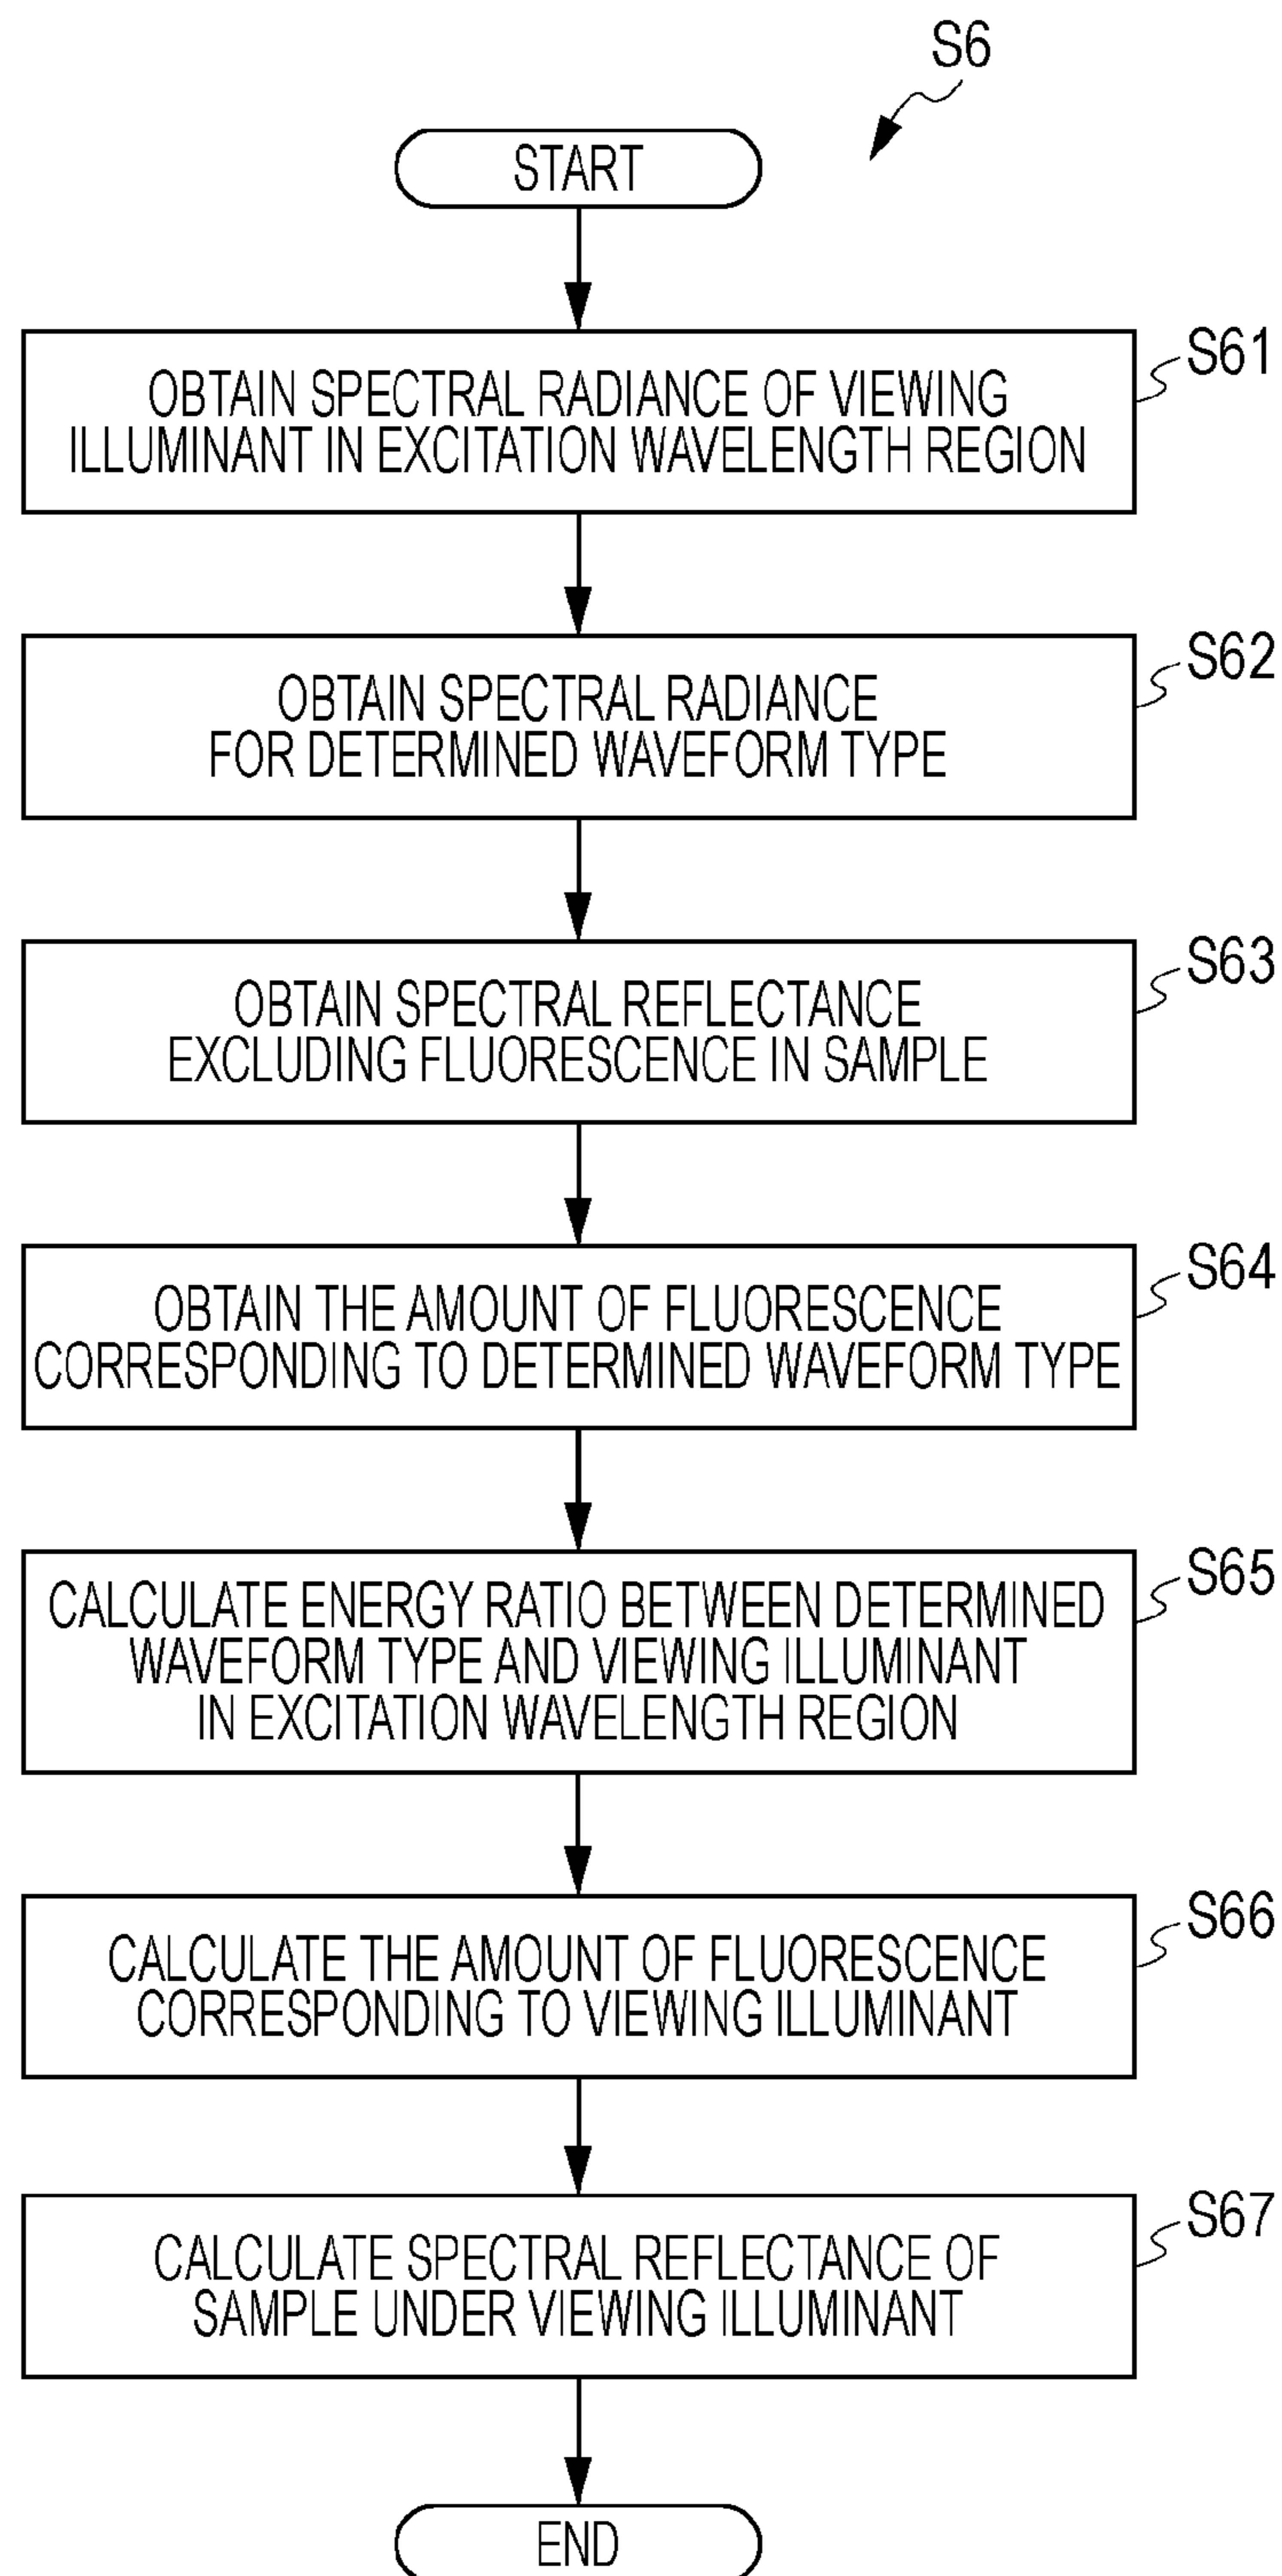 S6
START
S61
OBTAIN SPECTRAL RADIANCE OF VIEWING
ILLUMINANT IN EXCITATION WAVELENGTH REGION
S62
OBTAIN SPECTRAL RADIANCE
FOR DETERMINED WAVEFORM TYPE
S63
OBTAIN SPECTRAL REFLECTANCE
EXCLUDING FLUORESCENCE IN SAMPLE
S64
OBTAIN THE AMOUNT OF FLUORESCENCE
CORRESPONDING TO DETERMINED WAVEFORM TYPE
S65
CALCULATE ENERGY RATIO BETWEEN DETERMINED
WAVEFORM TYPE AND VIEWING ILLUMINANT
IN EXCITATION WAVELENGTH REGION
S66
CALCULATE THE AMOUNT OF FLUORESCENCE
CORRESPONDING TO VIEWING ILLUMINANT
S67
CALCULATE SPECTRAL REFLECTANCE OF
SAMPLE UNDER VIEWING ILLUMINANT
END